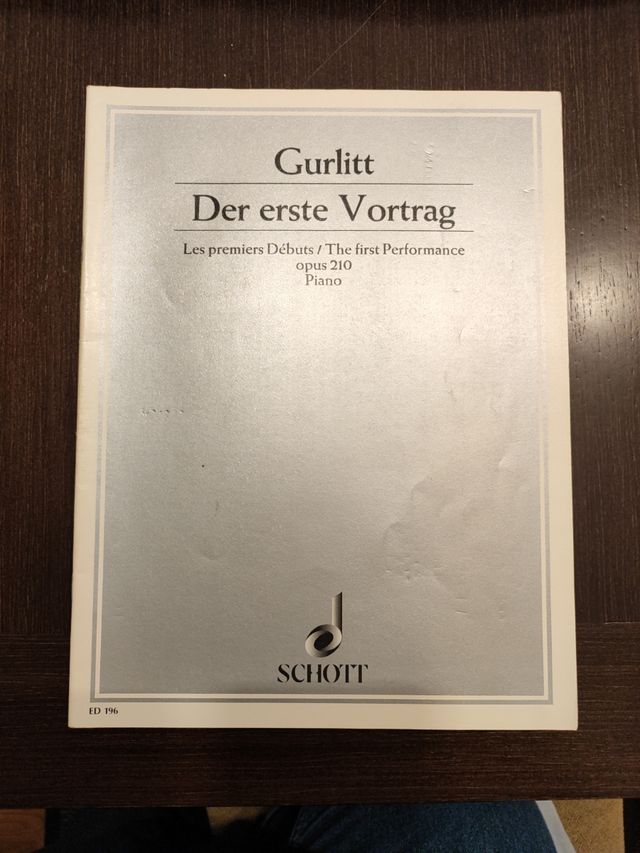 Gurlitt
Der erste Vortrag
Les premiers Débuts / The first Performance
opus 210
Piano
SCHOTT
ED 196